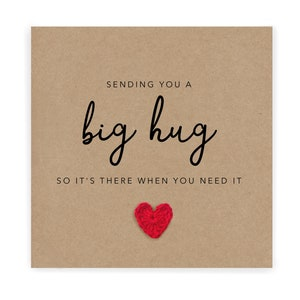 SENDING YOU A
big hug
SO IT'S THERE WHEN YOU NEED IT